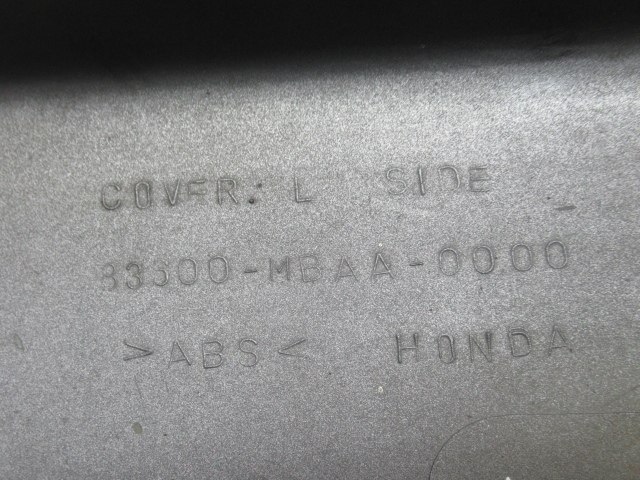 COVER. L SIDE
83600-MBAA-0000
>ABS< HONDA